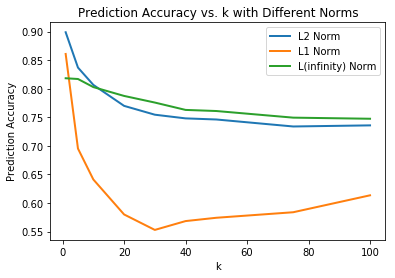 Prediction Accuracy vs. k with Different Norms
L2 Norm
L1 Norm
L(infinity) Norm
Prediction Accuracy
0.90
0.85
0.80
0.75
0.70
0.65
0.60
0.55
0
20
40
60
80
100
k